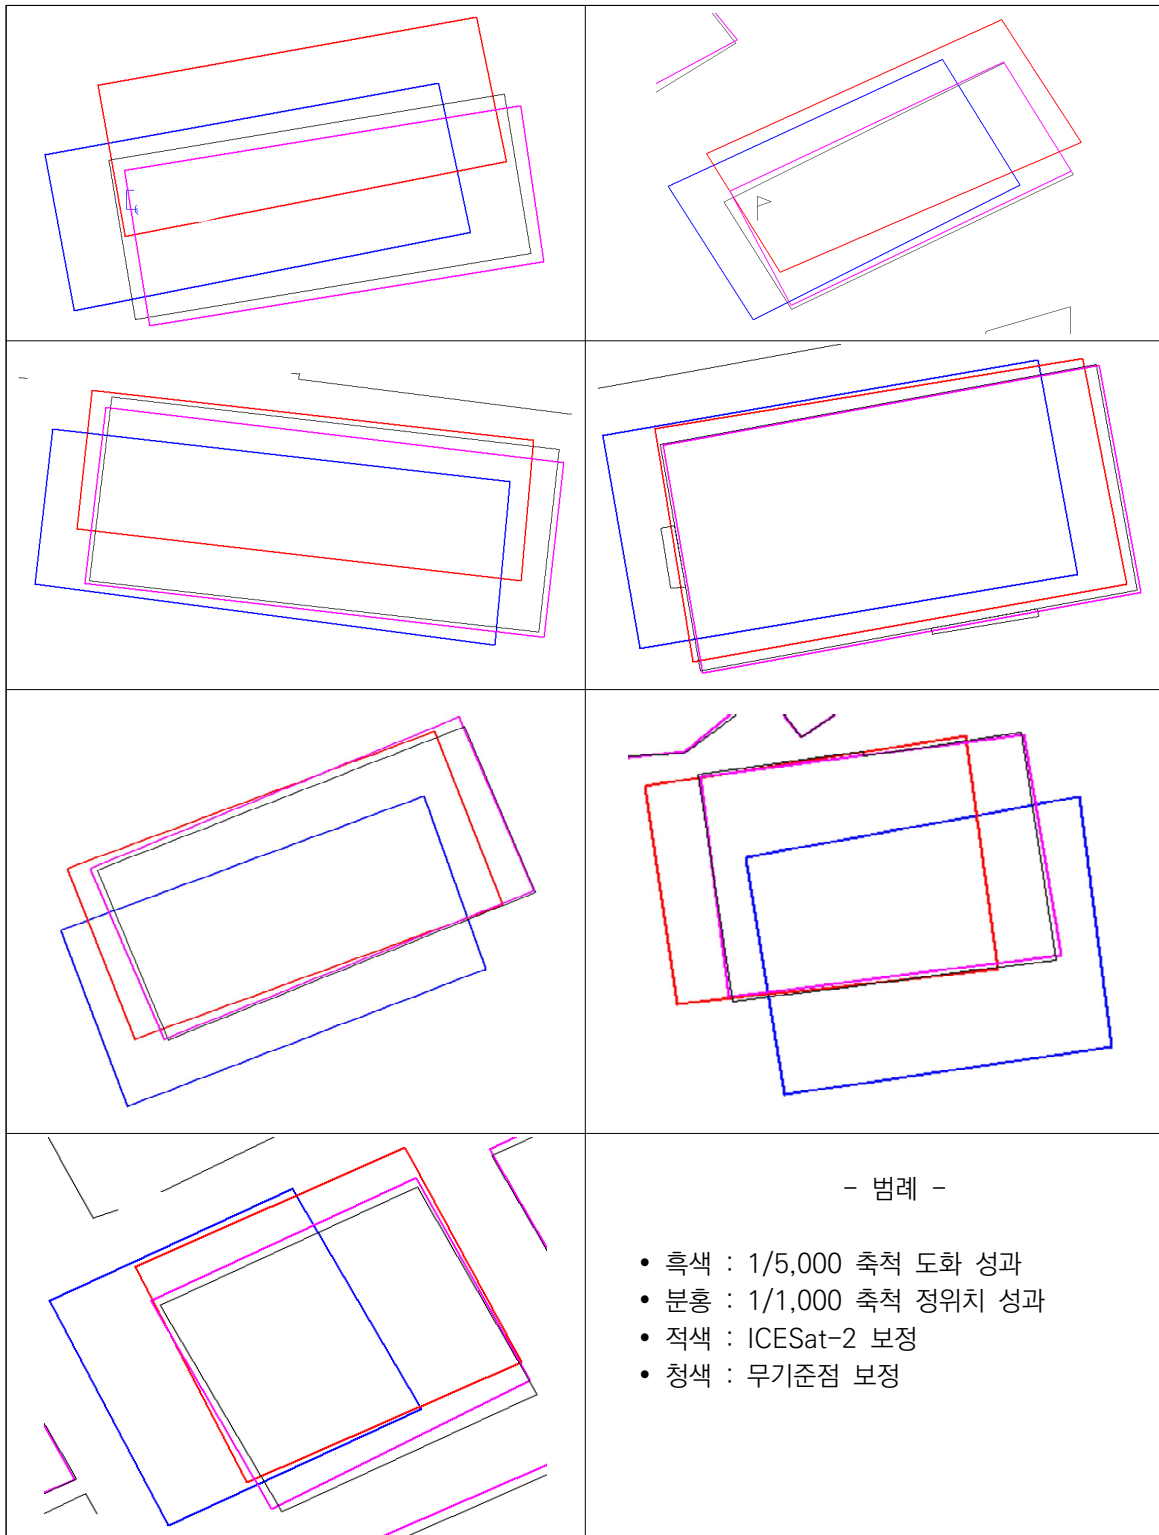 - 범례 -
• 흑색 : 1/5,000 축척 도화 성과
• 분홍 : 1/1,000 축척 정위치 성과
• 적색 : ICESat-2 보정
• 청색 : 무기준점 보정